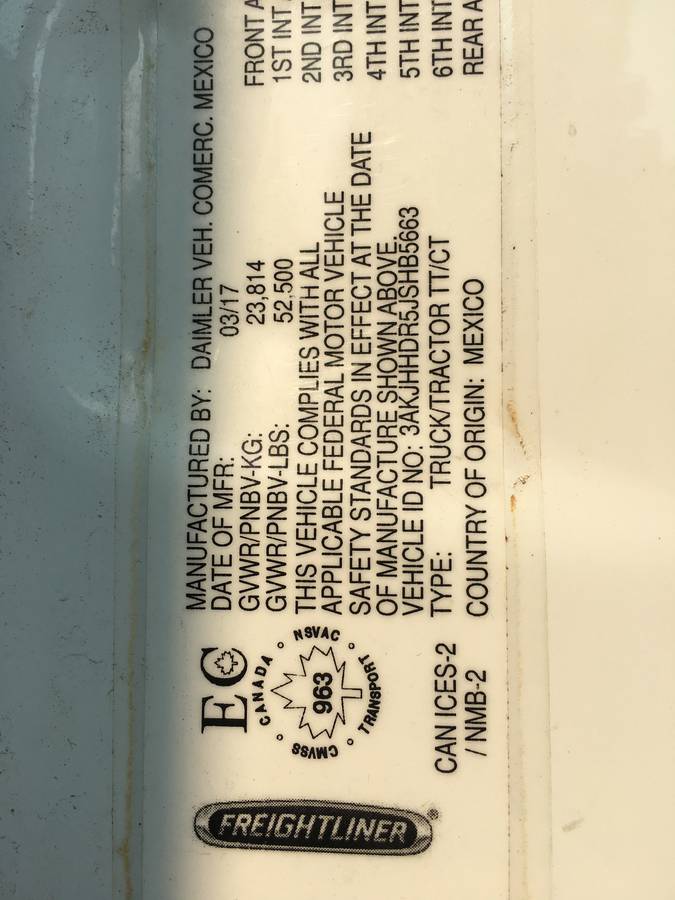 FREIGHTLINER®
EC
CANADA
NSVAC
TRANSPORT
CMVSS
963
CAN ICES-2
/ NMB-2
MANUFACTURED BY: DAIMLER VEH. COMERC. MEXICO
DATE OF MFR: 03/17
GVWR/PNBV-KG: 23,814
GVWR/PNBV-LBS: 52,500
THIS VEHICLE COMPLIES WITH ALL
APPLICABLE FEDERAL MOTOR VEHICLE
SAFETY STANDARDS IN EFFECT AT THE DATE
OF MANUFACTURE SHOWN ABOVE.
VEHICLE ID NO: 3AKJHHDR5JSHB5663
TYPE: TRUCK/TRACTOR TT/CT
COUNTRY OF ORIGIN: MEXICO
FRONT A
1ST INT
2ND INT
3RD INT
4TH INT
5TH INT
6TH INT
REAR A